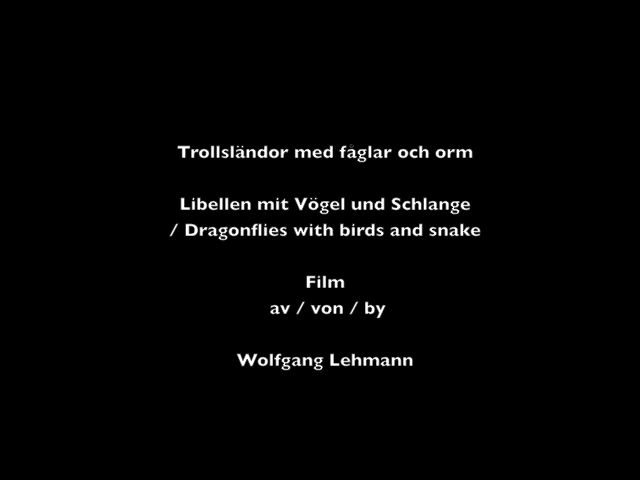 Trollsländor med fåglar och orm
Libellen mit Vögel und Schlange
/ Dragonflies with birds and snake
Film
av / von / by
Wolfgang Lehmann